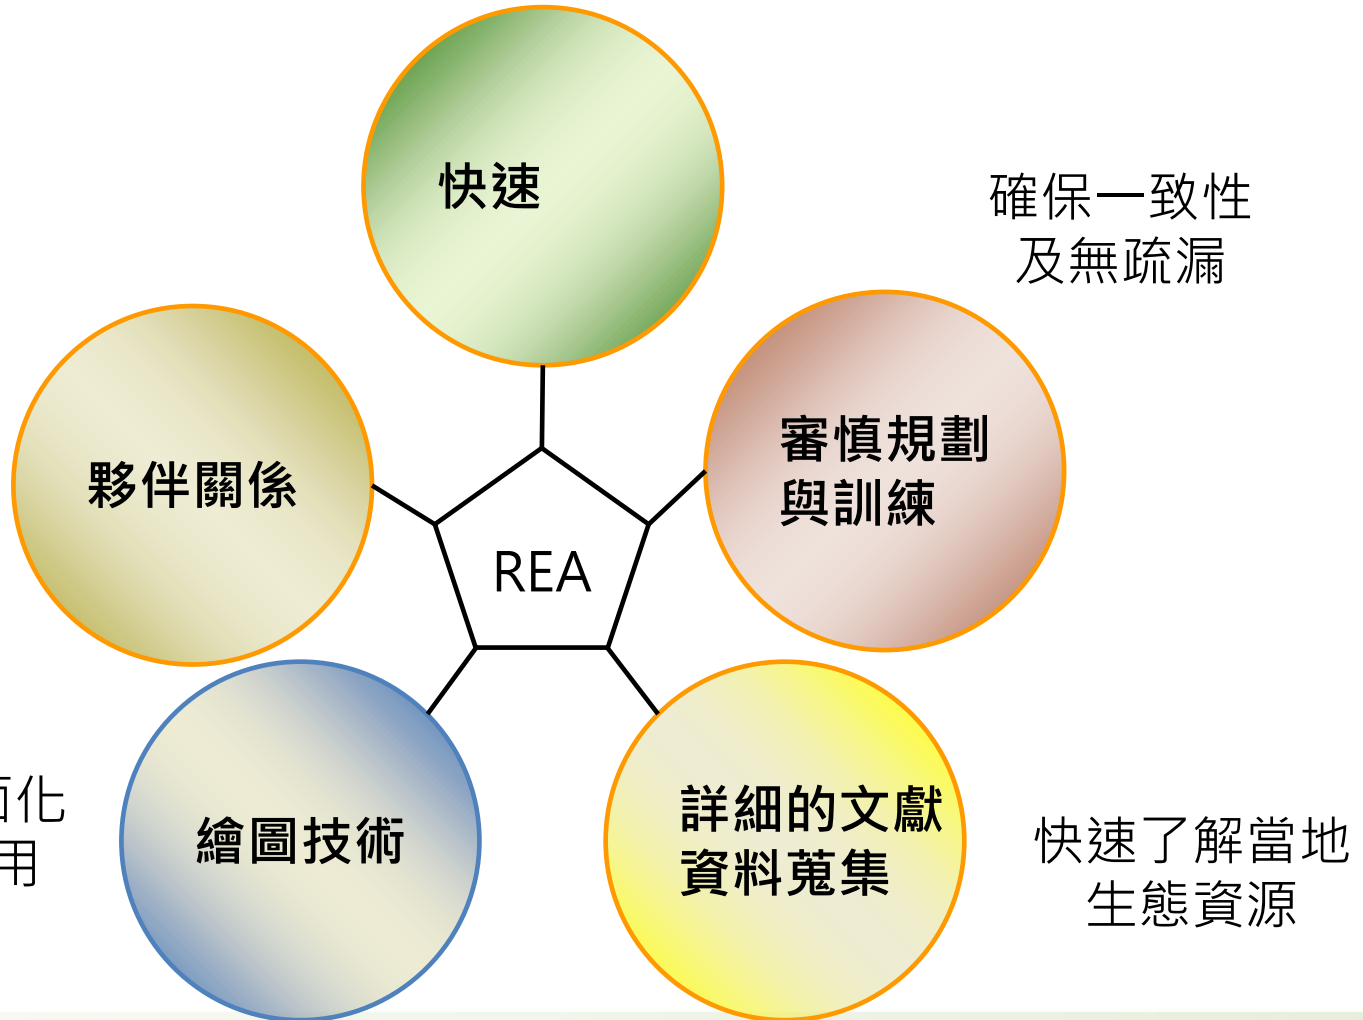 快速
確保一致性
及無疏漏
審慎規劃
與訓練
夥伴關係
REA
面化
用
繪圖技術
詳細的文獻
資料蒐集
快速了解當地
生態資源